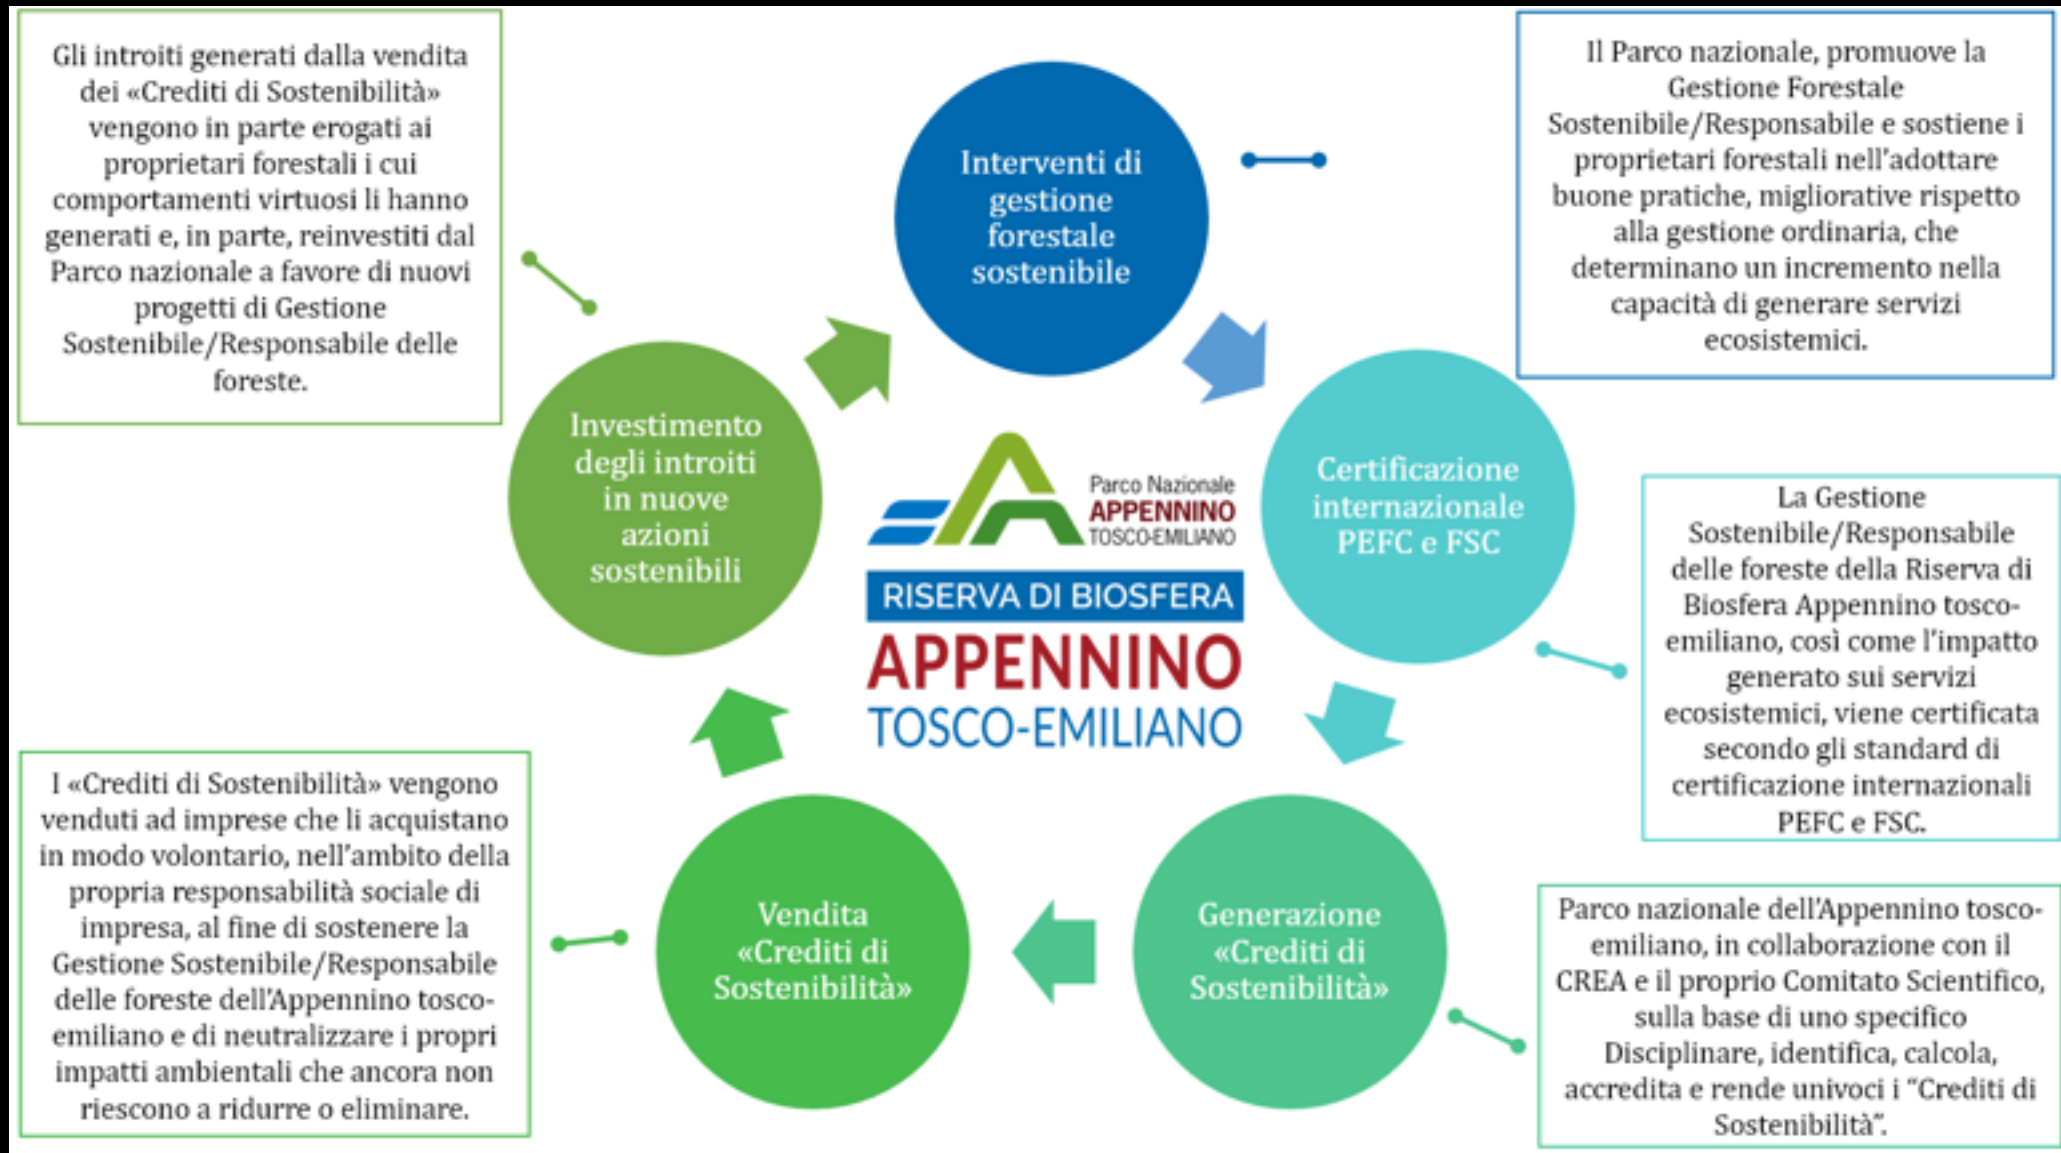 Gli introiti generati dalla vendita
dei «Crediti di Sostenibilità»
vengono in parte erogati ai
proprietari forestali i cui
comportamenti virtuosi li hanno
generati e, in parte, reinvestiti dal
Parco nazionale a favore di nuovi
progetti di Gestione
Sostenibile/Responsabile delle
foreste.
Interventi di
gestione
forestale
sostenibile
Il Parco nazionale, promuove la
Gestione Forestale
Sostenibile/Responsabile e sostiene i
proprietari forestali nell'adottare
buone pratiche, migliorative rispetto
alla gestione ordinaria, che
determinano un incremento nella
capacità di generare servizi
ecosistemici.
Investimento
degli introiti
in nuove
azioni
sostenibili
Parco Nazionale
APPENNINO
TOSCO-EMILIANO
RISERVA DI BIOSFERA
APPENNINO
TOSCO-EMILIANO
Certificazione
internazionale
PEFC e FSC
La Gestione
Sostenibile/Responsabile
delle foreste della Riserva di
Biosfera Appennino tosco-
emiliano, così come l'impatto
generato sui servizi
ecosistemici, viene certificata
secondo gli standard di
certificazione internazionali
PEFC e FSC.
I «Crediti di Sostenibilità» vengono
venduti ad imprese che li acquistano
in modo volontario, nell'ambito della
propria responsabilità sociale di
impresa, al fine di sostenere la
Gestione Sostenibile/Responsabile
delle foreste dell'Appennino tosco-
emiliano e di neutralizzare i propri
impatti ambientali che ancora non
riescono a ridurre o eliminare.
Vendita
«Crediti di
Sostenibilità»
Generazione
«Crediti di
Sostenibilità»
Parco nazionale dell'Appennino tosco-
emiliano, in collaborazione con il
CREA e il proprio Comitato Scientifico,
sulla base di uno specifico
Disciplinare, identifica, calcola,
accredita e rende univoci i "Crediti di
Sostenibilità".